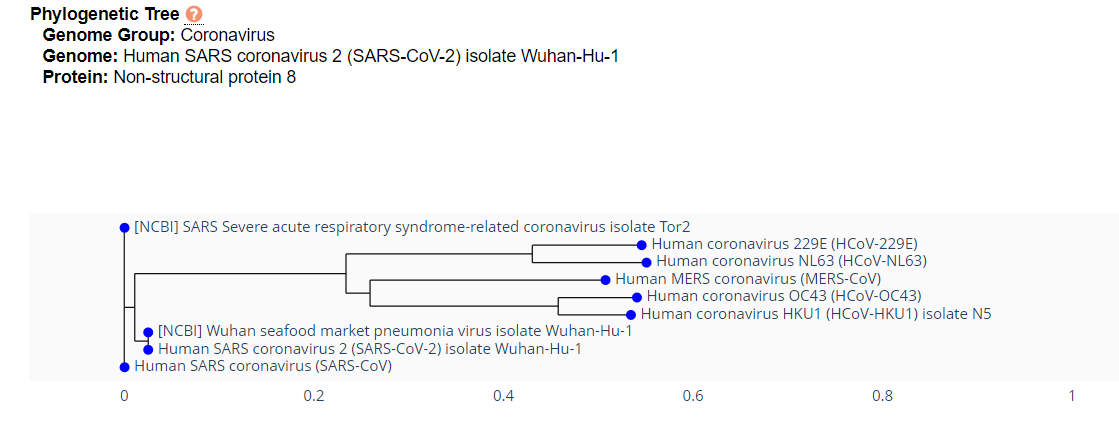 Phylogenetic Tree ?
Genome Group: Coronavirus
Genome: Human SARS coronavirus 2 (SARS-CoV-2) isolate Wuhan-Hu-1
Protein: Non-structural protein 8
[NCBI] SARS Severe acute respiratory syndrome-related coronavirus isolate Tor2
Human coronavirus 229E (HCoV-229E)
Human coronavirus NL63 (HCoV-NL63)
Human MERS coronavirus (MERS-CoV)
Human coronavirus OC43 (HCoV-OC43)
Human coronavirus HKU1 (HCoV-HKU1) isolate N5
[NCBI] Wuhan seafood market pneumonia virus isolate Wuhan-Hu-1
Human SARS coronavirus 2 (SARS-CoV-2) isolate Wuhan-Hu-1
Human SARS coronavirus (SARS-CoV)
0 0.2 0.4 0.6 0.8 1